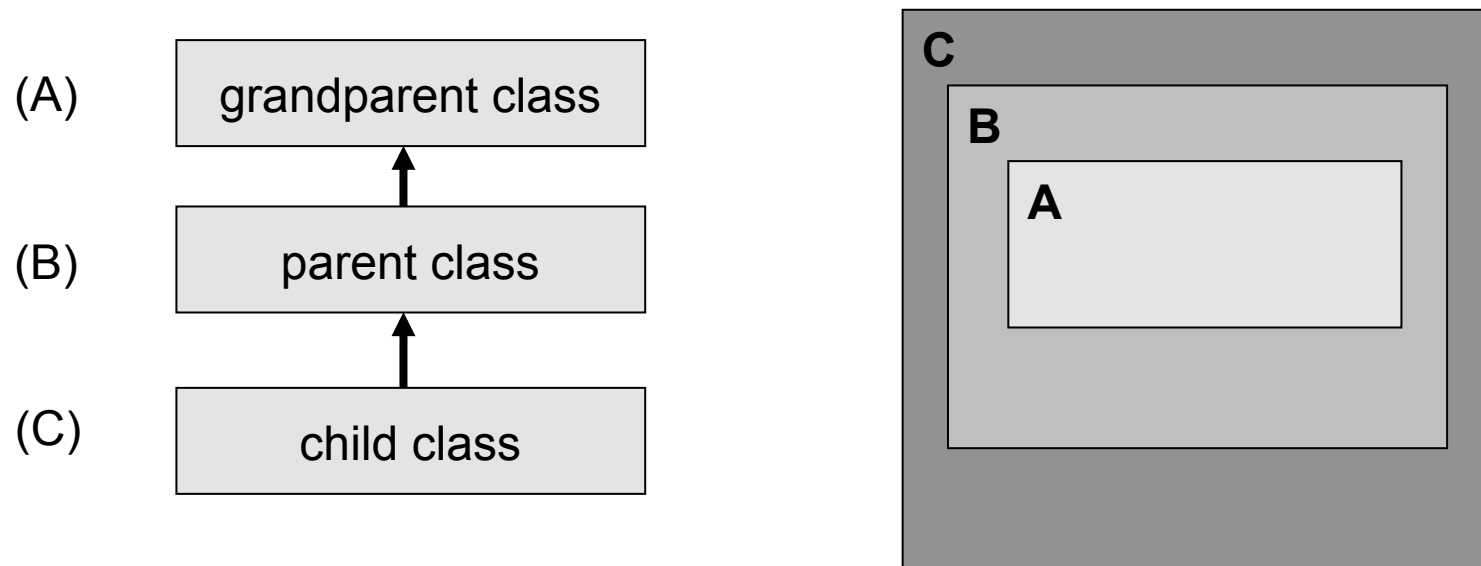 (A)
grandparent class
(B)
parent class
(C)
child class
C
B
A